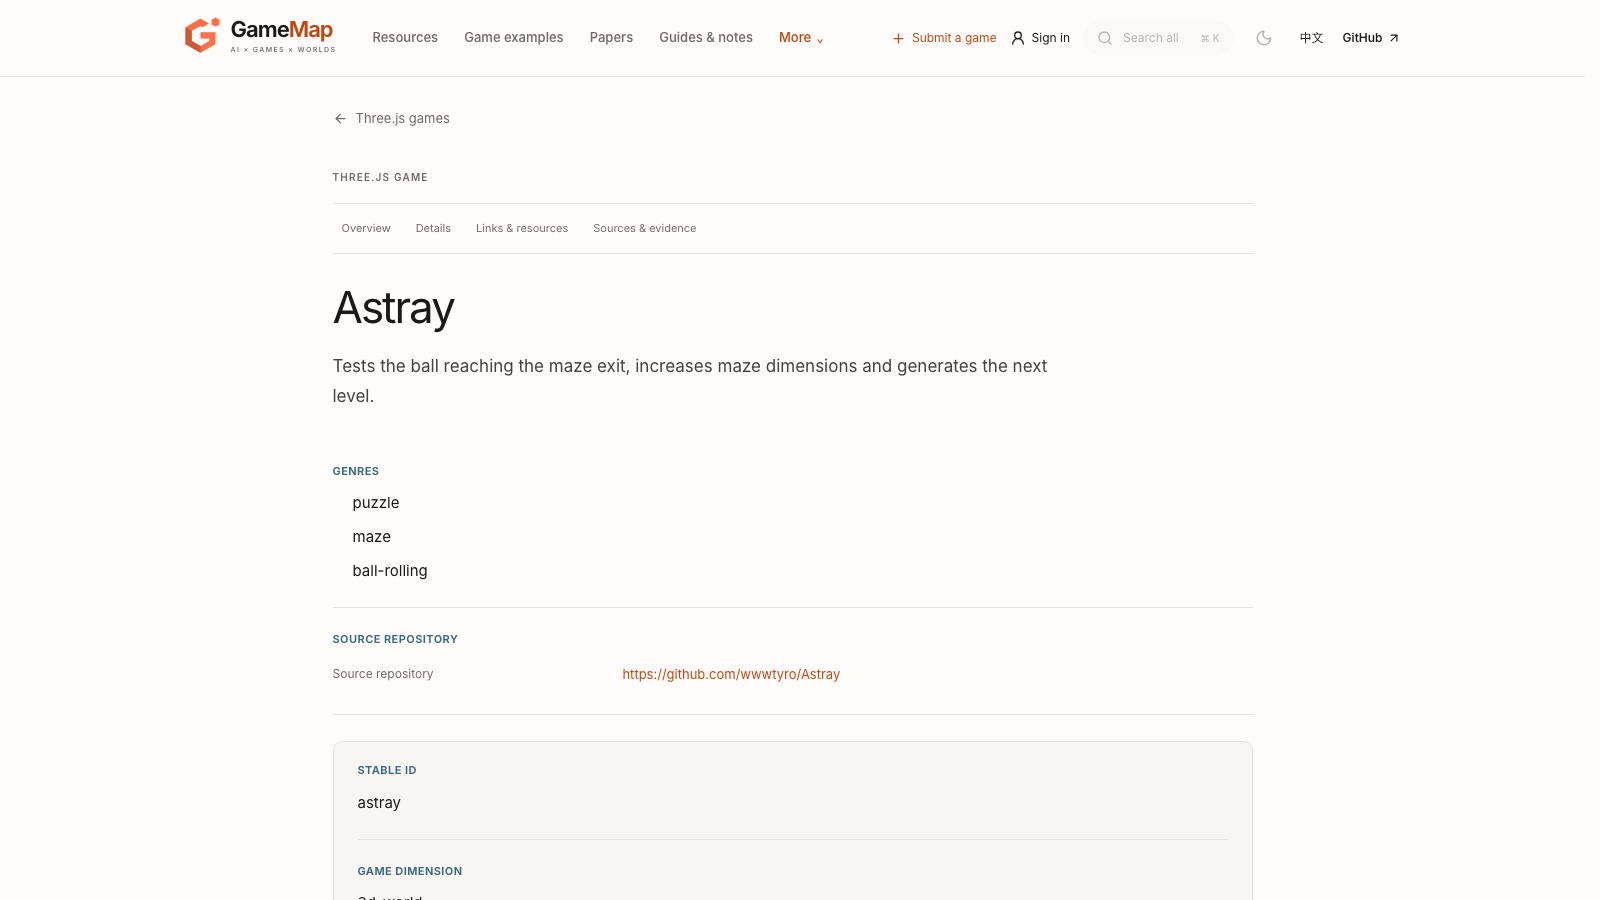 GameMap
AI × GAMES × WORLDS
Resources
Game examples
Papers
Guides & notes
More
Submit a game
Sign in
Search all
⌘ K
中文
GitHub
Three.js games
THREE.JS GAME
Overview
Details
Links & resources
Sources & evidence
Astray
Tests the ball reaching the maze exit, increases maze dimensions and generates the next
level.
GENRES
puzzle
maze
ball-rolling
SOURCE REPOSITORY
Source repository
https://github.com/wwwtyro/Astray
STABLE ID
astray
GAME DIMENSION